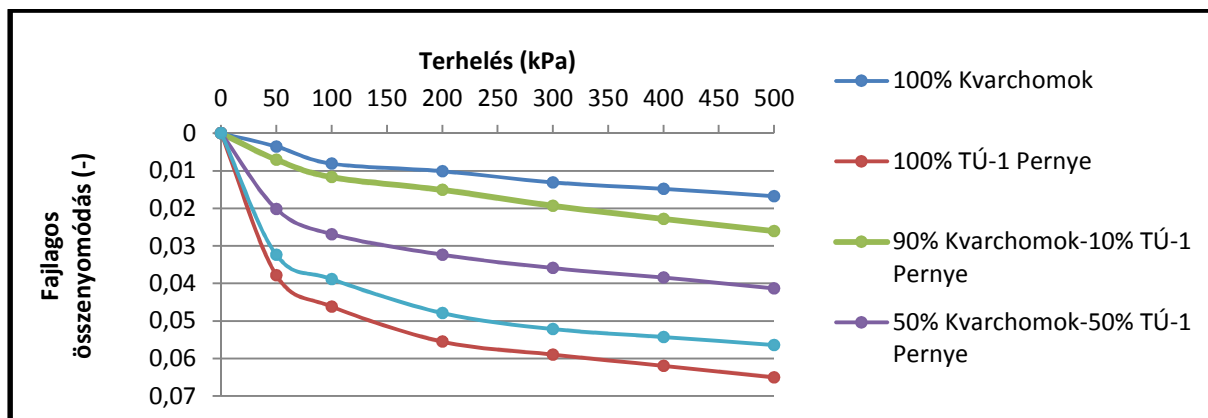 Terhelés (kPa)
0 50 100 150 200 250 300 350 400 450 500
0
0,01
0,02
0,03
0,04
0,05
0,06
0,07
Fajlagos
összenyomódás (-)
100% Kvarchomok
100% TÚ-1 Pernye
90% Kvarchomok-10% TÚ-1
Pernye
50% Kvarchomok-50% TÚ-1
Pernye